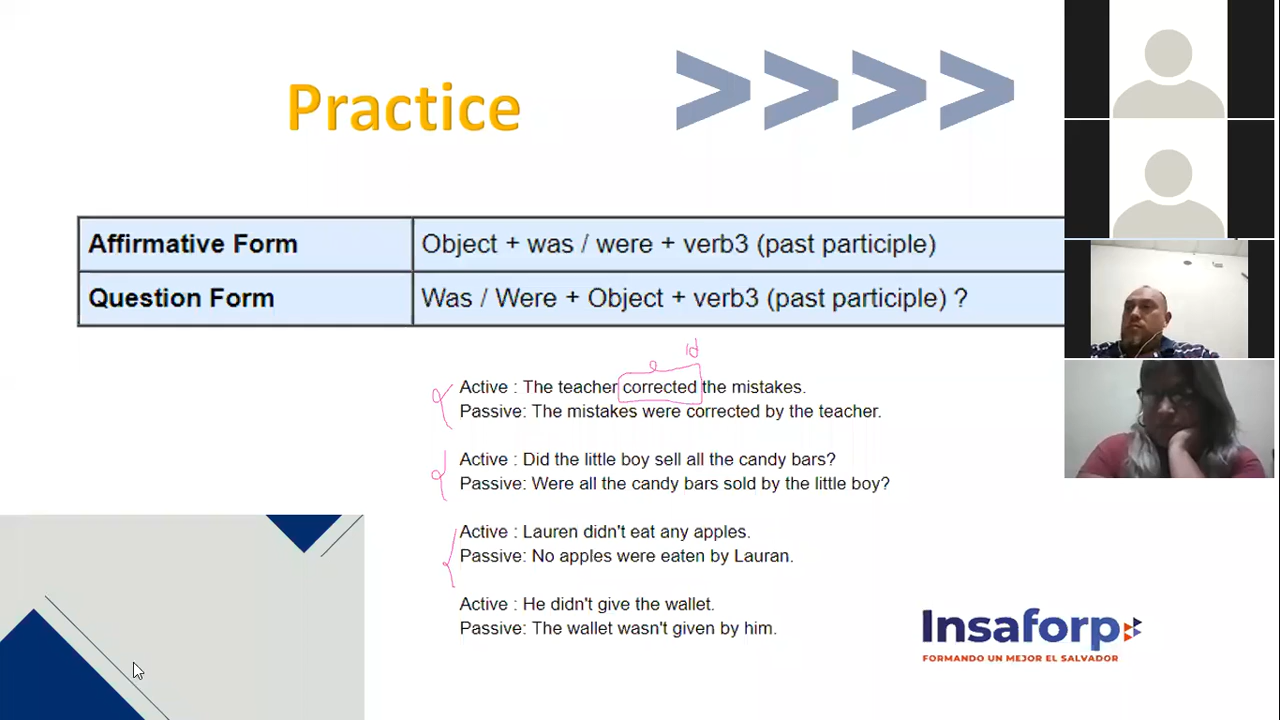 Practice
Affirmative Form Object + was / were + verb3 (past participle)
Question Form Was / Were + Object + verb3 (past participle) ?
id
Active : The teacher corrected the mistakes.
Passive: The mistakes were corrected by the teacher.
Active : Did the little boy sell all the candy bars?
Passive: Were all the candy bars sold by the little boy?
Active : Lauren didn't eat any apples.
Passive: No apples were eaten by Lauran.
Active : He didn't give the wallet.
Passive: The wallet wasn't given by him.
Insaforp
FORMANDO UN MEJOR EL SALVADOR